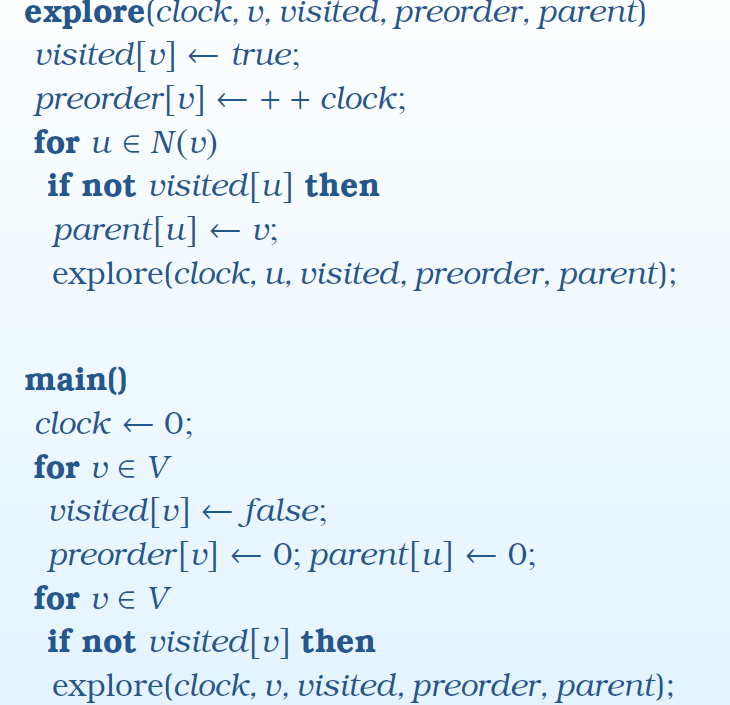 explore(clock, v, visited, preorder, parent)
visited[v] ← true;
preorder[v] ← + + clock;
for u ∈ N(v)
if not visited[u] then
parent[u] ← v;
explore(clock, u, visited, preorder, parent);
main()
clock ← 0;
for v ∈ V
visited[v] ← false;
preorder[v] ← 0; parent[u] ← 0;
for v ∈ V
if not visited[v] then
explore(clock, v, visited, preorder, parent);